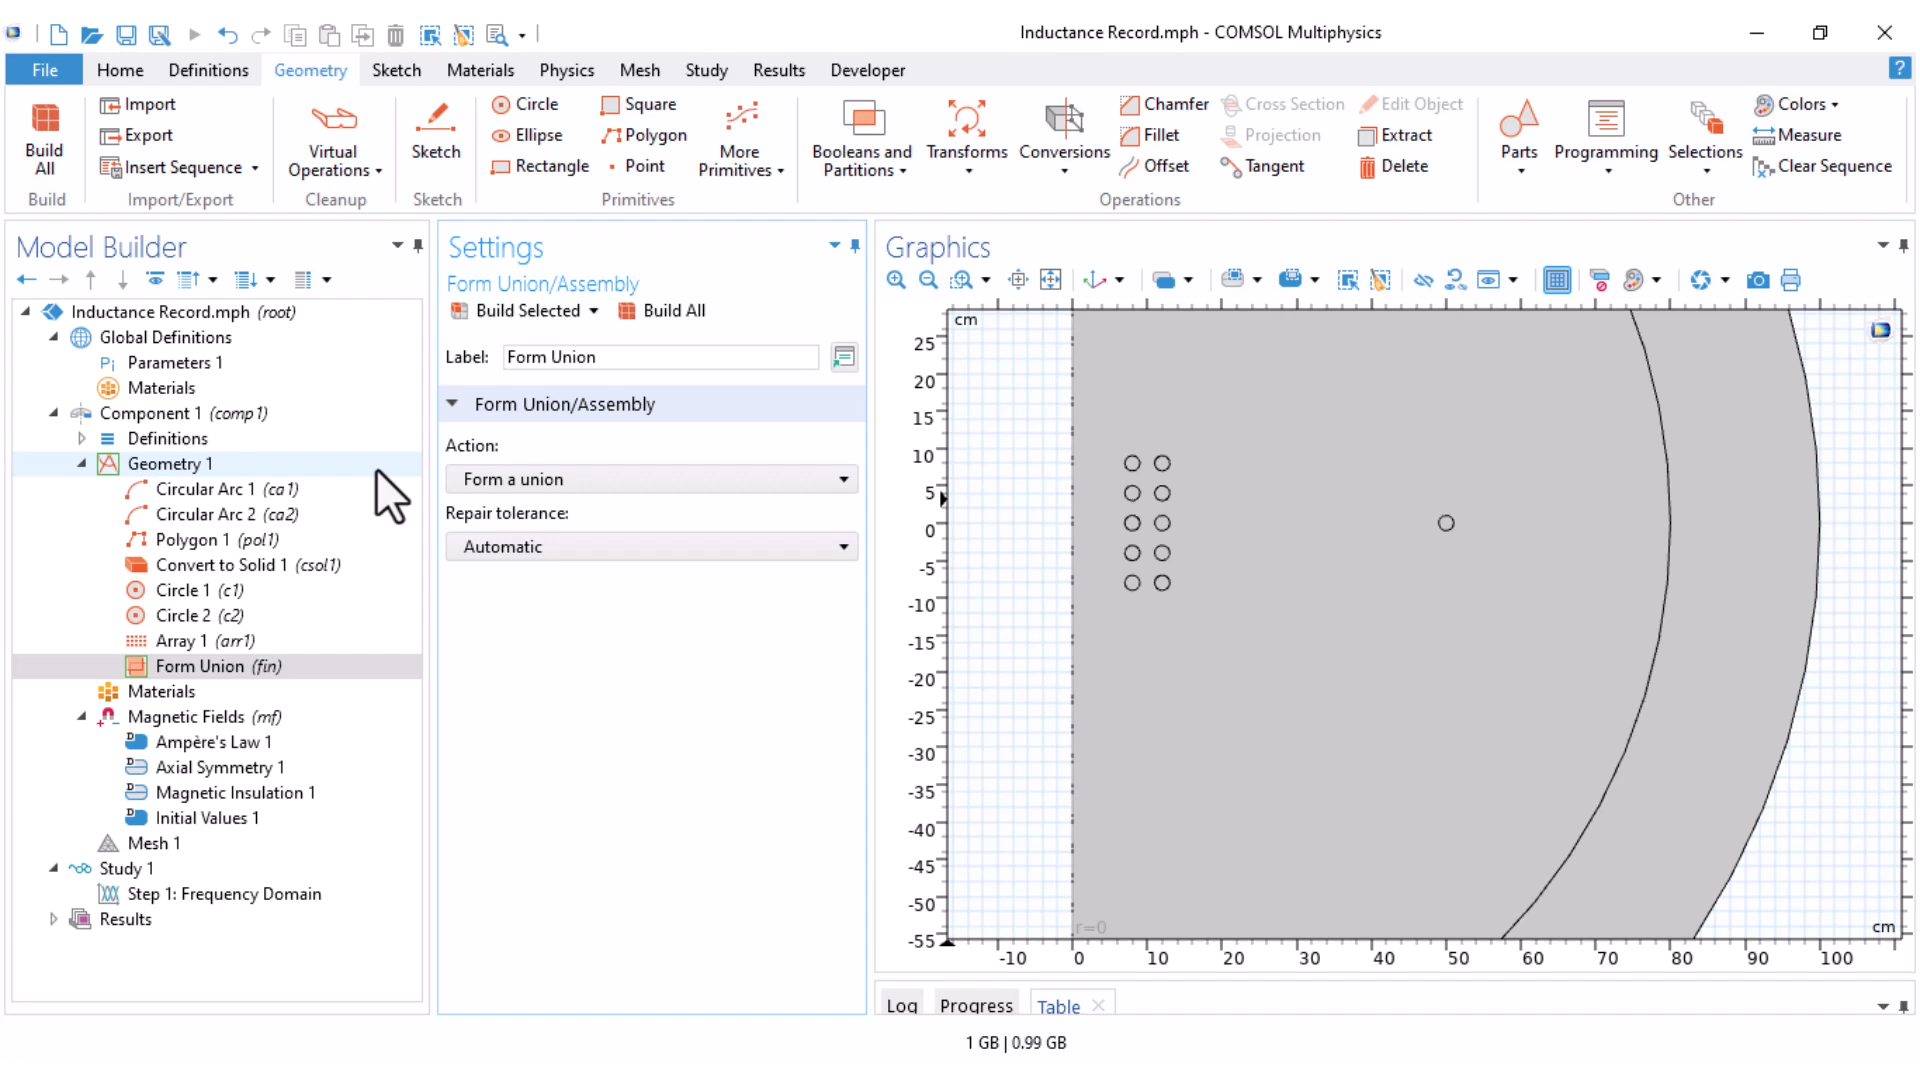 Inductance Record.mph - COMSOL Multiphysics
File
Home
Definitions
Geometry
Sketch
Materials
Physics
Mesh
Study
Results
Developer
?
Build All
Build
Import
Export
Insert Sequence
Import/Export
Virtual Operations
Cleanup
Sketch
Sketch
Circle
Ellipse
Rectangle
Square
Polygon
Point
More Primitives
Primitives
Booleans and Partitions
Transforms
Conversions
Chamfer
Fillet
Offset
Cross Section
Projection
Tangent
Edit Object
Extract
Delete
Operations
Parts
Programming
Selections
Colors
Measure
Clear Sequence
Other
Model Builder
Inductance Record.mph (root)
Global Definitions
Pi Parameters 1
Materials
Component 1 (comp1)
Definitions
Geometry 1
Circular Arc 1 (ca1)
Circular Arc 2 (ca2)
Polygon 1 (pol1)
Convert to Solid 1 (csol1)
Circle 1 (c1)
Circle 2 (c2)
Array 1 (arr1)
Form Union (fin)
Materials
Magnetic Fields (mf)
D Ampère's Law 1
D Axial Symmetry 1
D Magnetic Insulation 1
D Initial Values 1
Mesh 1
Study 1
Step 1: Frequency Domain
Results
Settings
Form Union/Assembly
Build Selected
Build All
Label: Form Union
Form Union/Assembly
Action:
Form a union
Repair tolerance:
Automatic
Graphics
cm
25
20
15
10
5
0
-5
-10
-15
-20
-25
-30
-35
-40
-45
-50
-55
r=0
cm
-10 0 10 20 30 40 50 60 70 80 90 100
Log
Progress
Table
1 GB | 0.99 GB